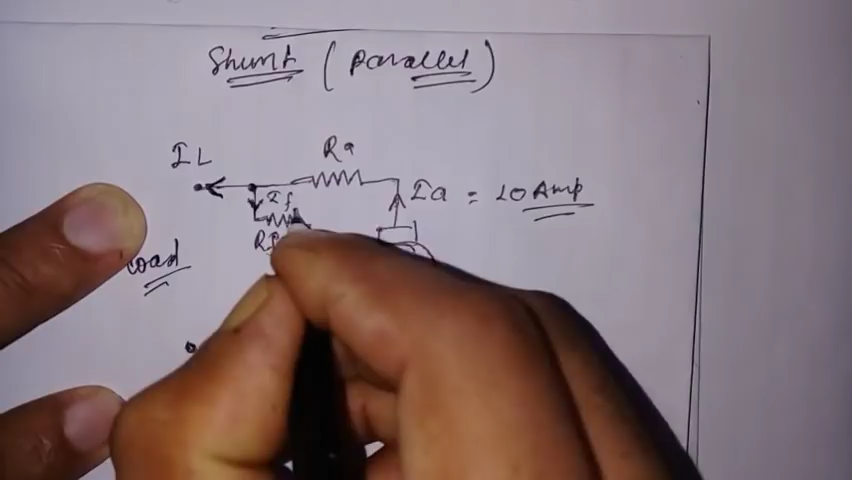 Shunt (Parallel)
IL
Ra
If
Ia = 10 Amp
Rf
Load